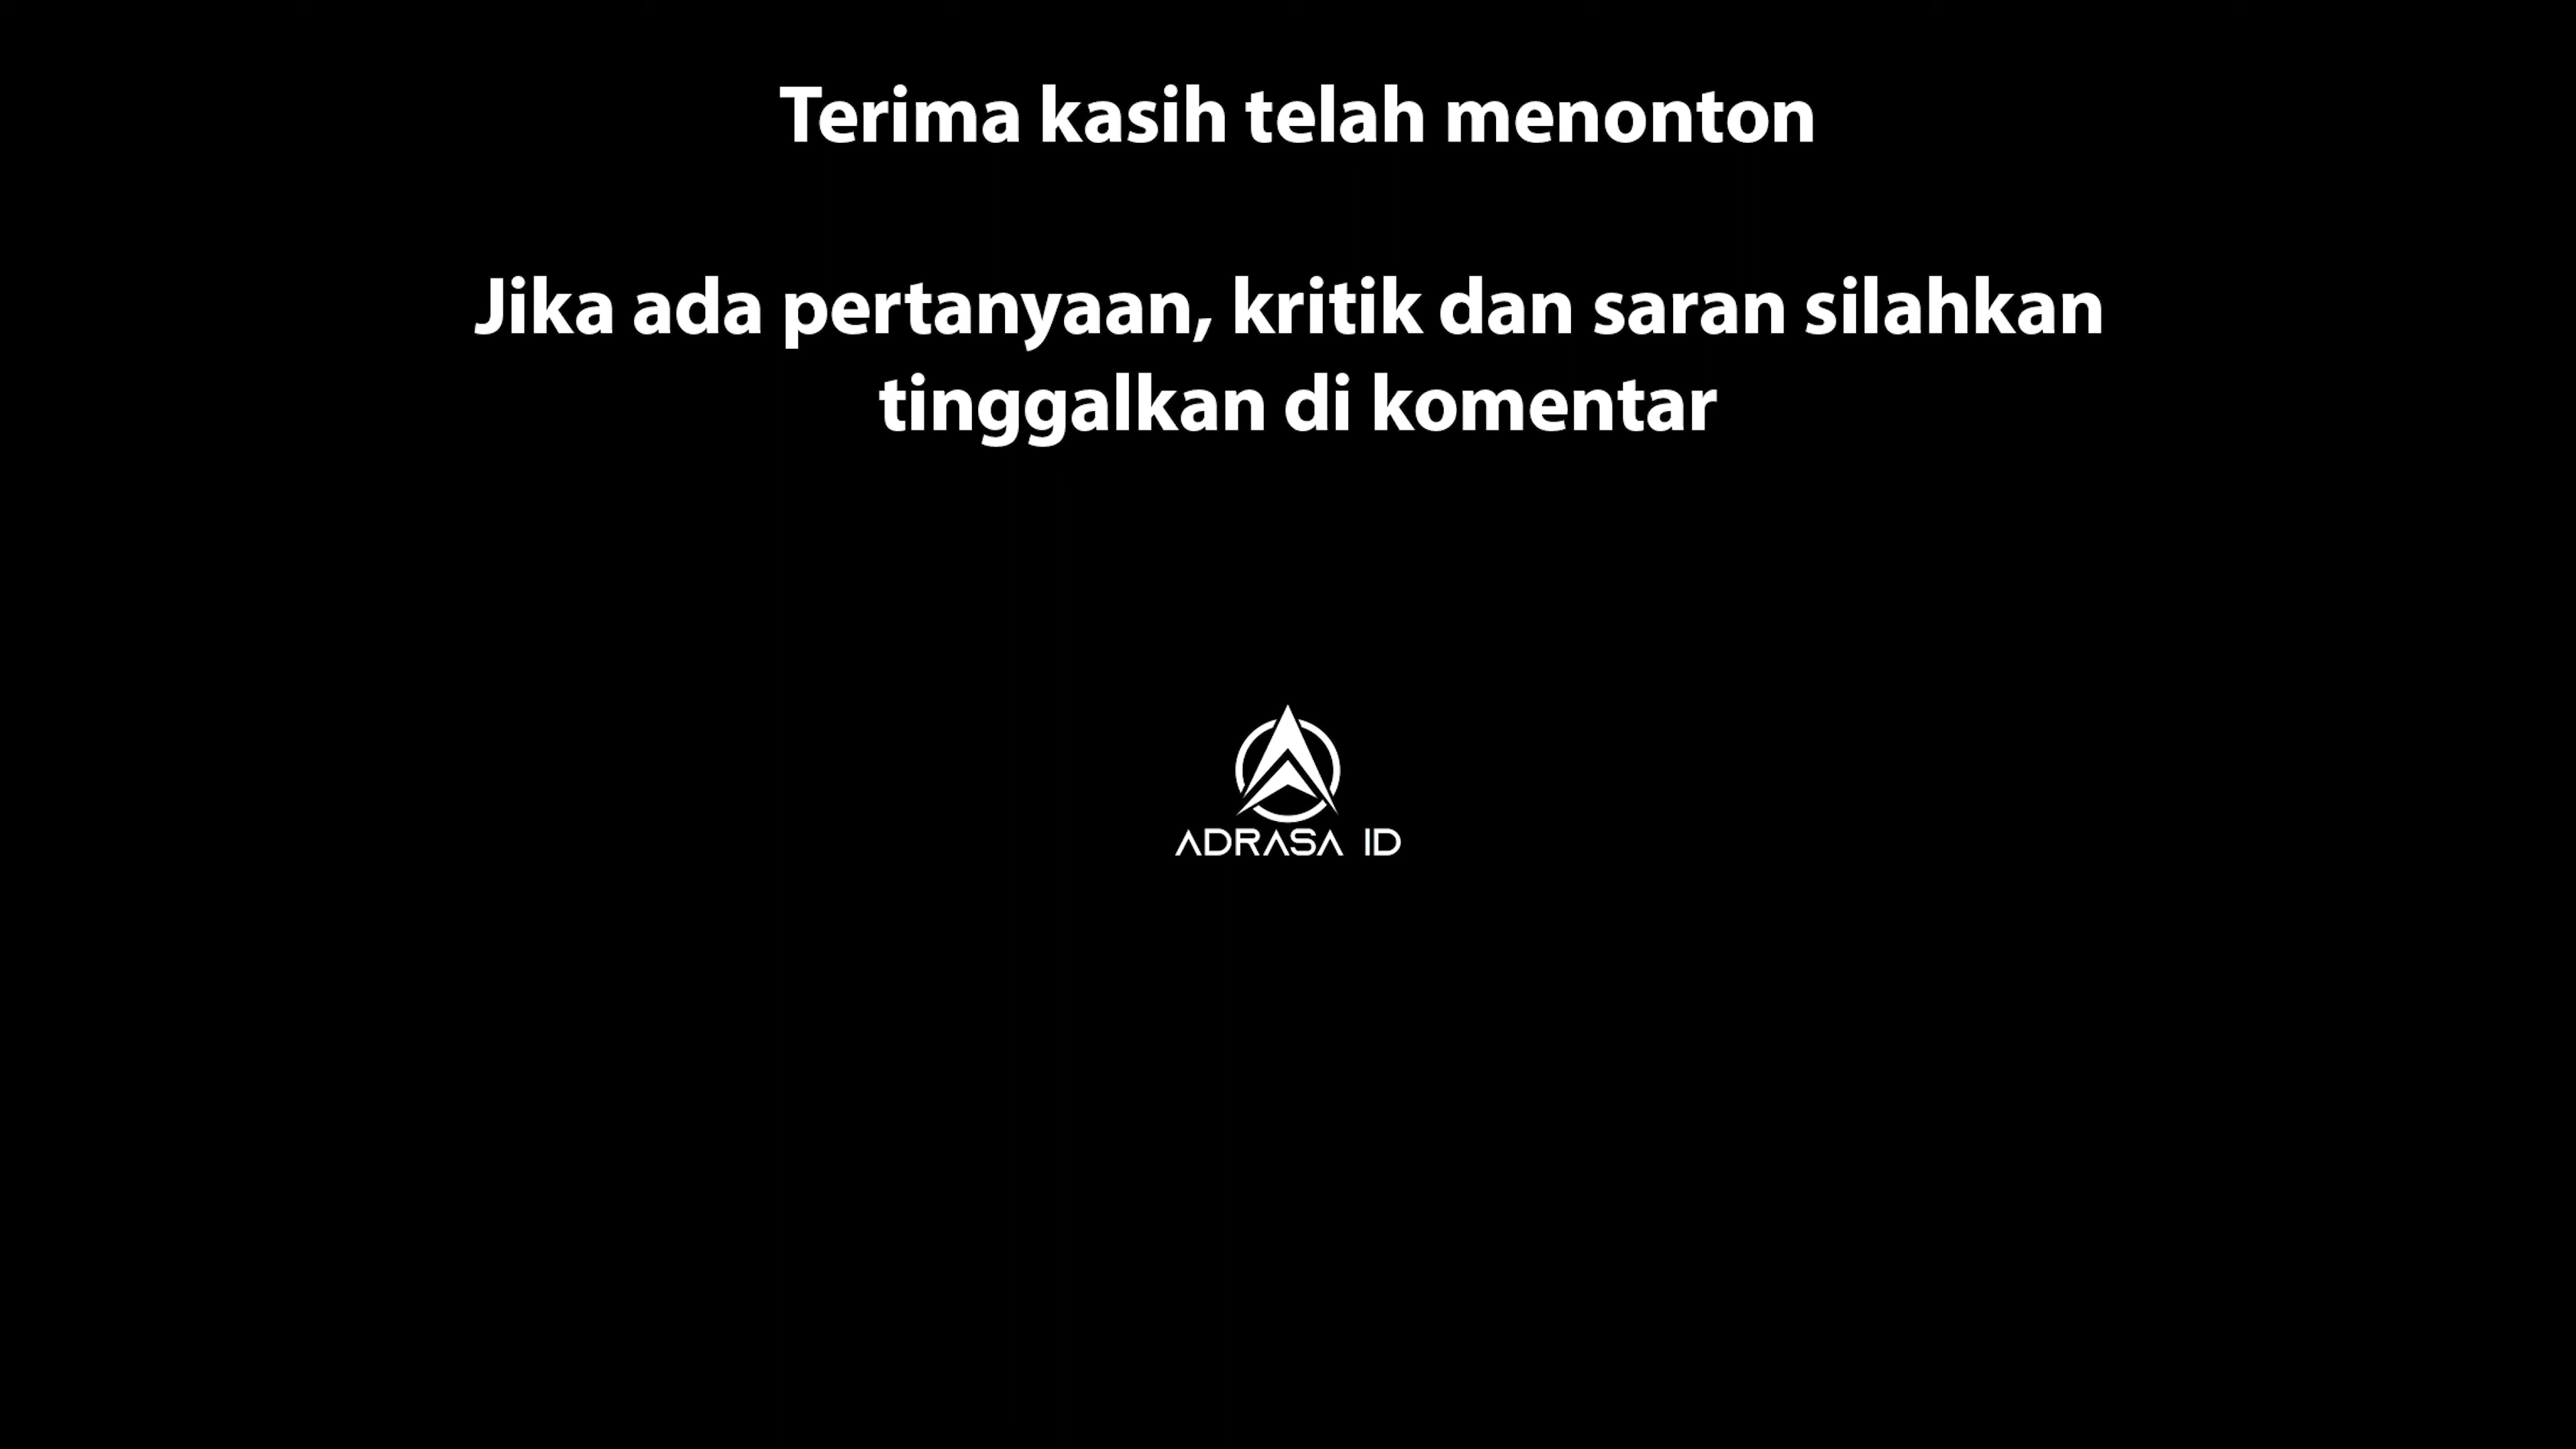 Terima kasih telah menonton
Jika ada pertanyaan, kritik dan saran silahkan
tinggalkan di komentar
ADRASA ID